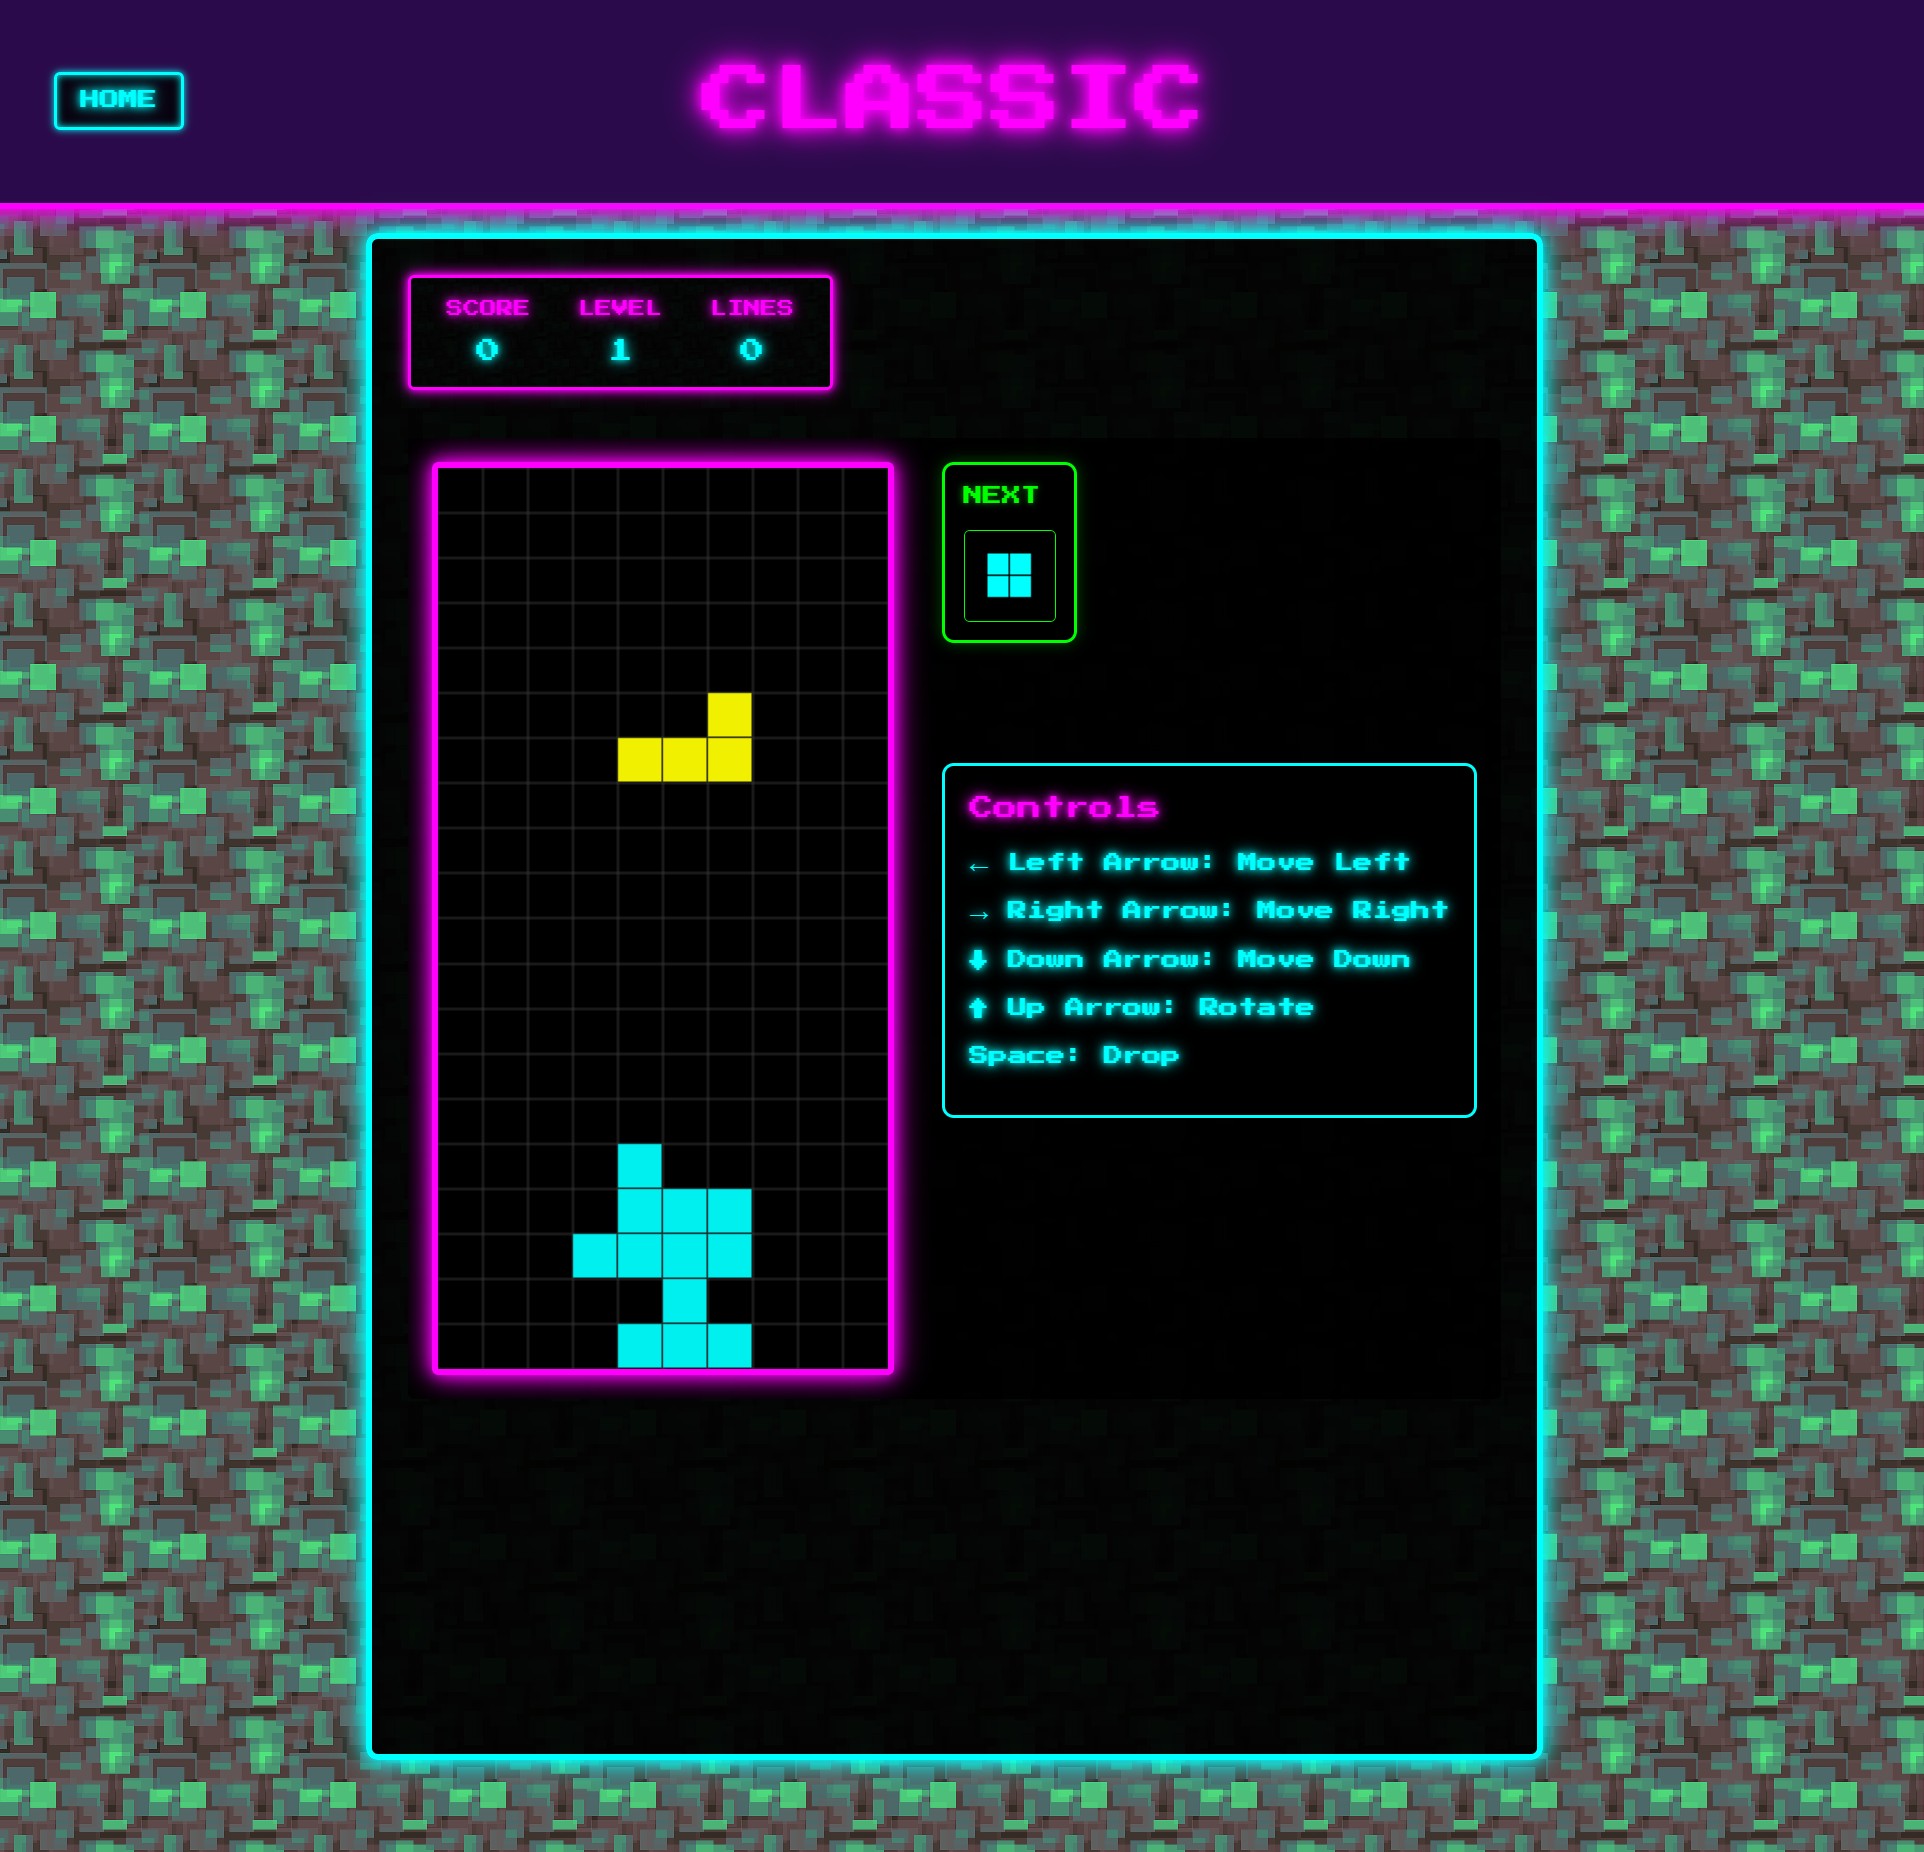 HOME
CLASSIC
SCORE LEVEL LINES
0 1 0
NEXT
Controls
← Left Arrow: Move Left
→ Right Arrow: Move Right
↓ Down Arrow: Move Down
↑ Up Arrow: Rotate
Space: Drop